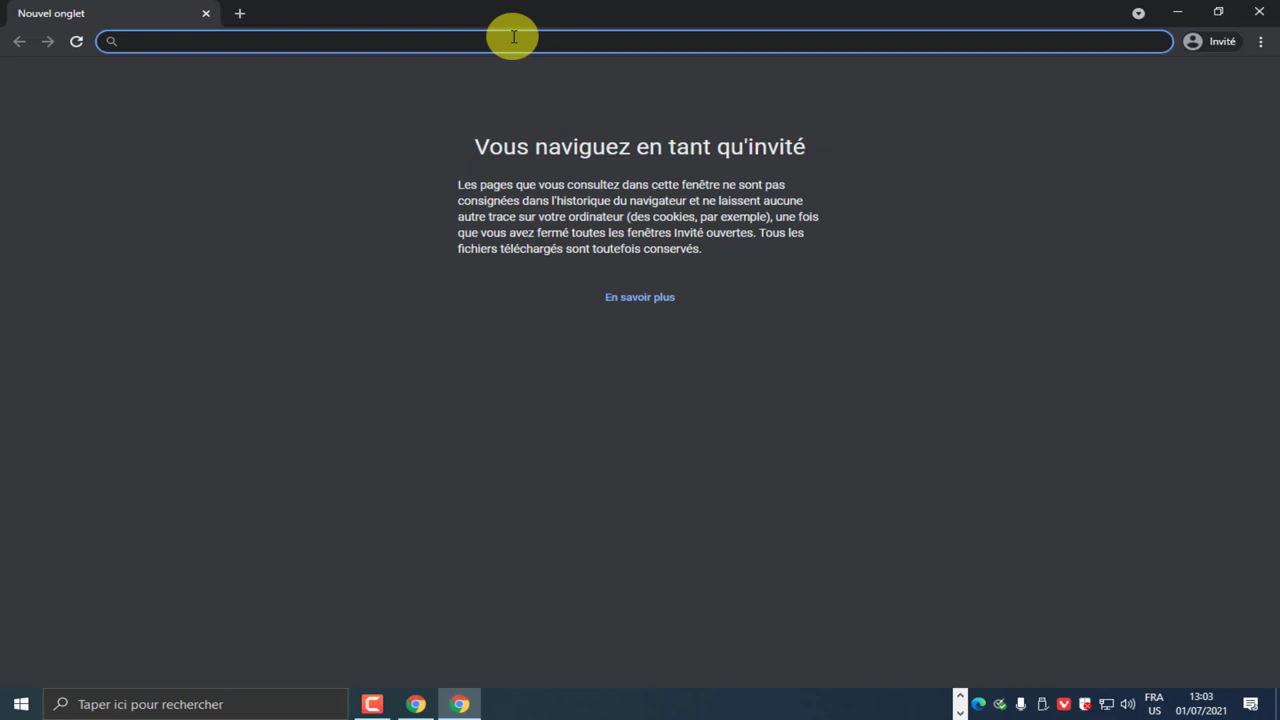 Nouvel onglet
Invité
Vous naviguez en tant qu'invité
Les pages que vous consultez dans cette fenêtre ne sont pas
consignées dans l'historique du navigateur et ne laissent aucune
autre trace sur votre ordinateur (des cookies, par exemple), une fois
que vous avez fermé toutes les fenêtres Invité ouvertes. Tous les
fichiers téléchargés sont toutefois conservés.
En savoir plus
Taper ici pour rechercher
FRA
US
13:03
01/07/2021